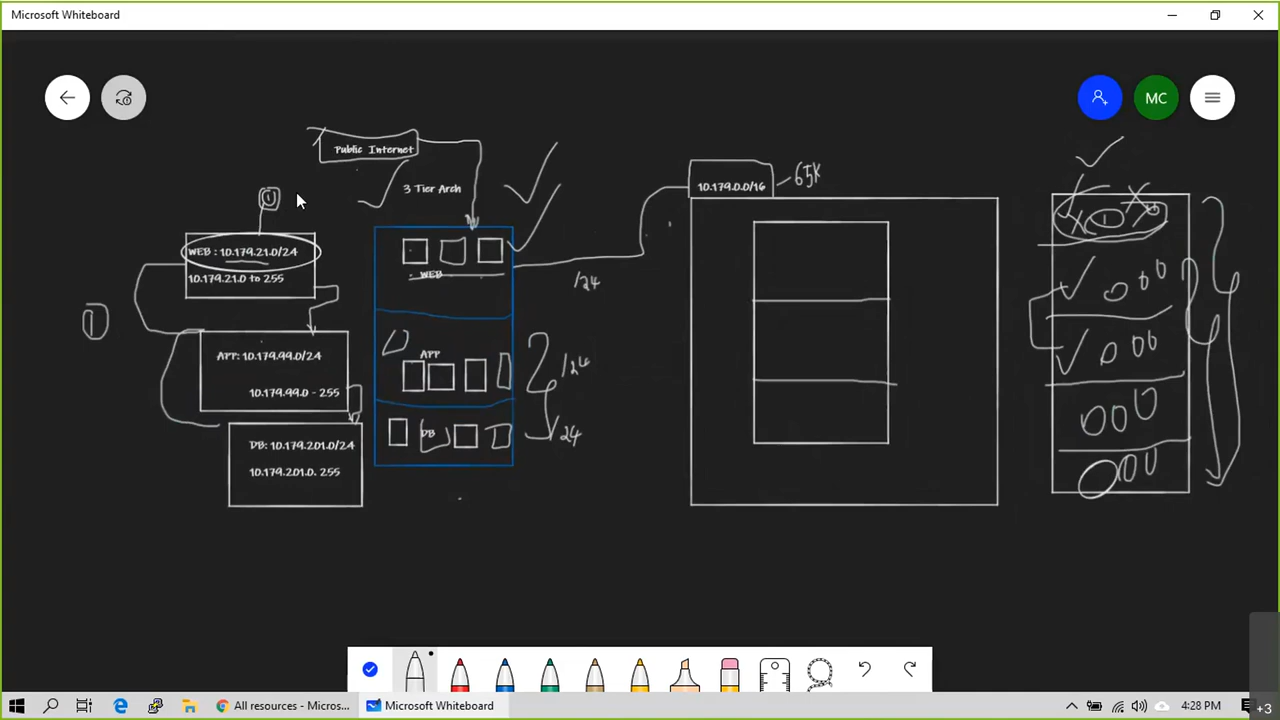 Microsoft Whiteboard
MC
Public Internet
3 Tier Arch
1
WEB : 10.179.21.0/24
10.179.21.0 to 255
1
APP: 10.179.99.0/24
10.179.99.0 - 255
DB: 10.179.201.0/24
10.179.201.0. 255
WEB
/24
APP
/24
DB
24
10.179.0.0/16
65K
All resources - Micros...
Microsoft Whiteboard
4:28 PM
+3